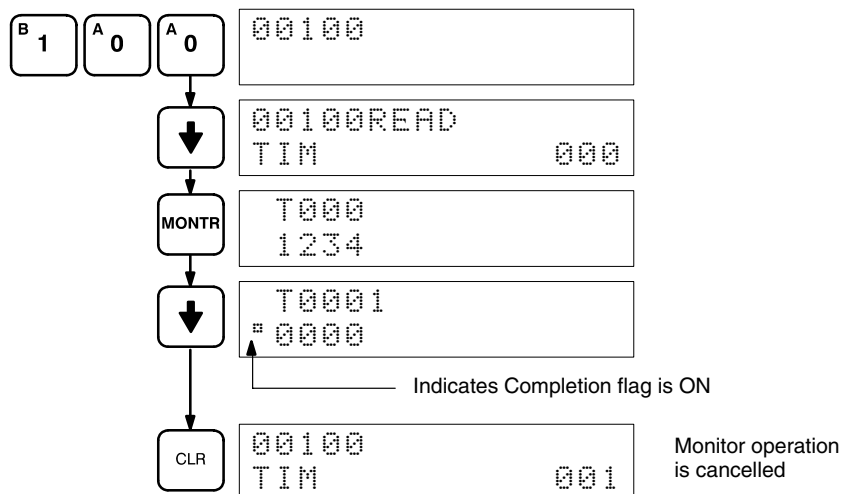 B 1 A 0 A 0 00100
00100READ
TIM 000
MONTR
T000
1234
T0001
0000
Indicates Completion flag is ON
CLR
00100
TIM 001
Monitor operation
is cancelled